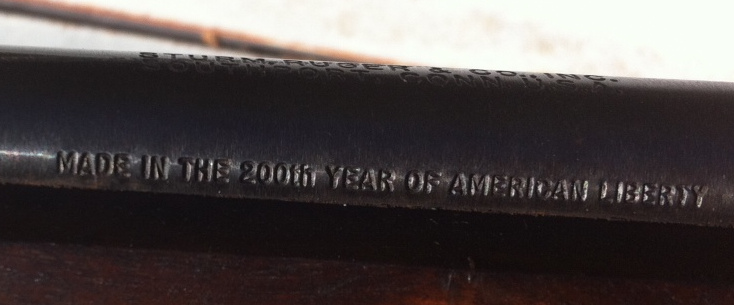 STURM, RUGER & CO., INC.
SOUTHPORT, CONN. U.S.A.
MADE IN THE 200th YEAR OF AMERICAN LIBERTY